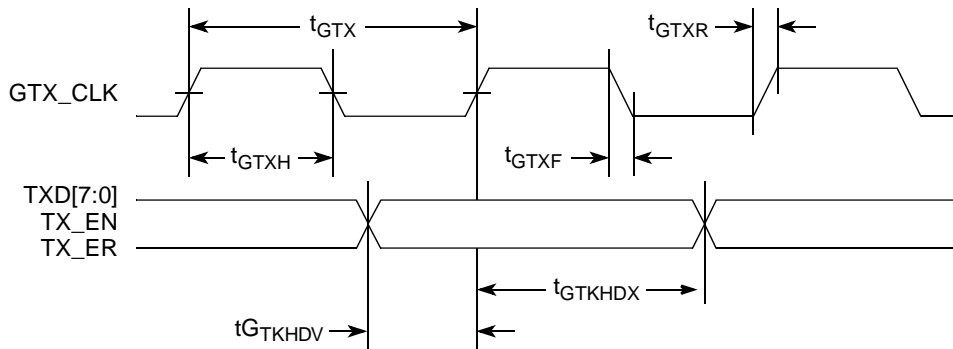 tGTX
tGTXR
GTX_CLK
tGTXH
tGTXF
TXD[7:0]
TX_EN
TX_ER
tGTKHDX
tGTKHDV